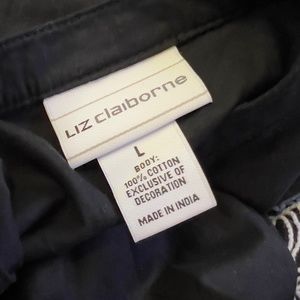 Liz claiborne
L
BODY:
100% COTTON
EXCLUSIVE OF
DECORATION
MADE IN INDIA